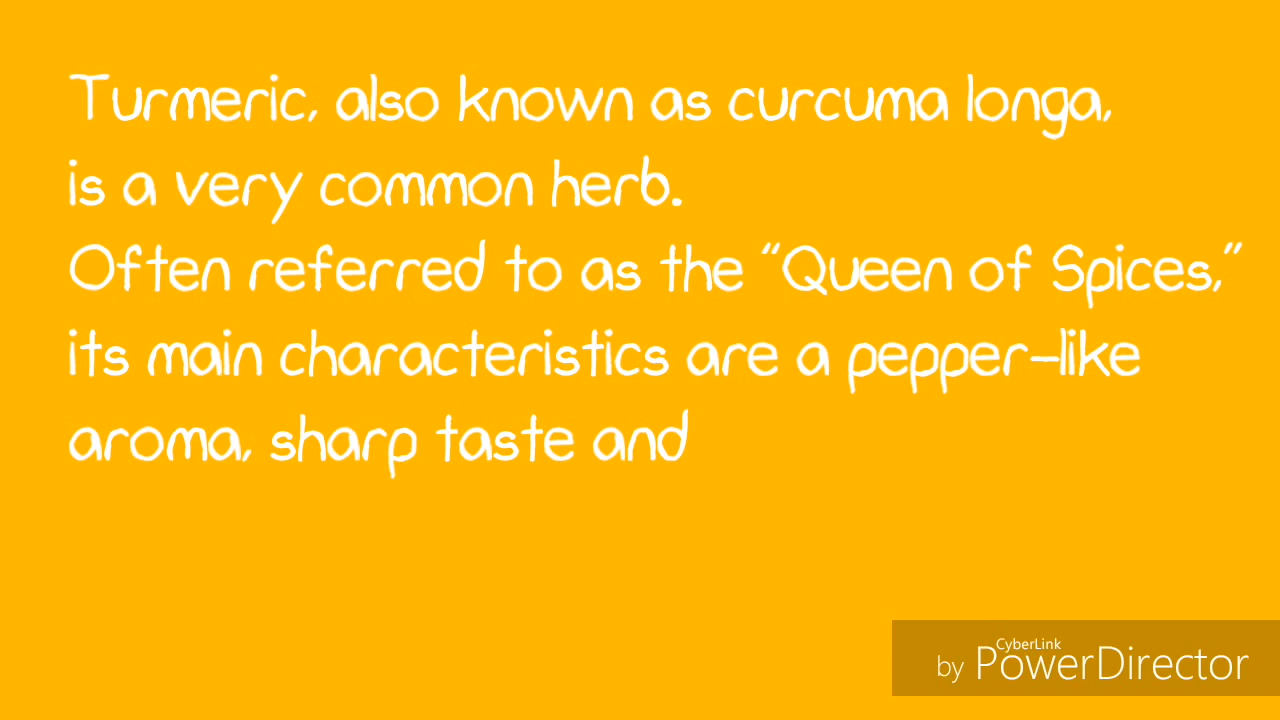 Turmeric, also known as curcuma longa,
is a very common herb.
Often referred to as the “Queen of Spices,”
its main characteristics are a pepper-like
aroma, sharp taste and
CyberLink
by PowerDirector